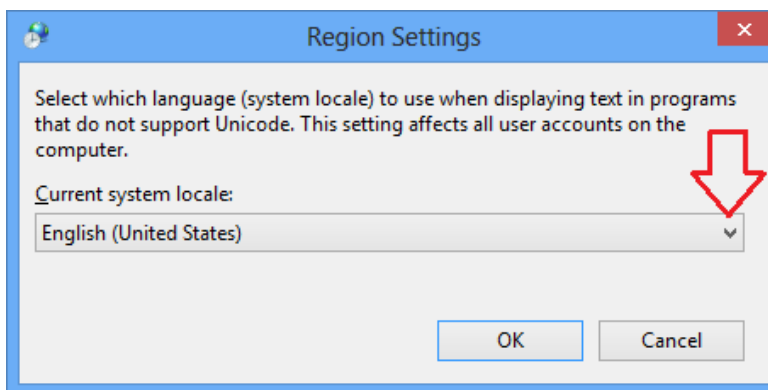 Region Settings
Select which language (system locale) to use when displaying text in programs
that do not support Unicode. This setting affects all user accounts on the
computer.
Current system locale:
English (United States)
OK
Cancel